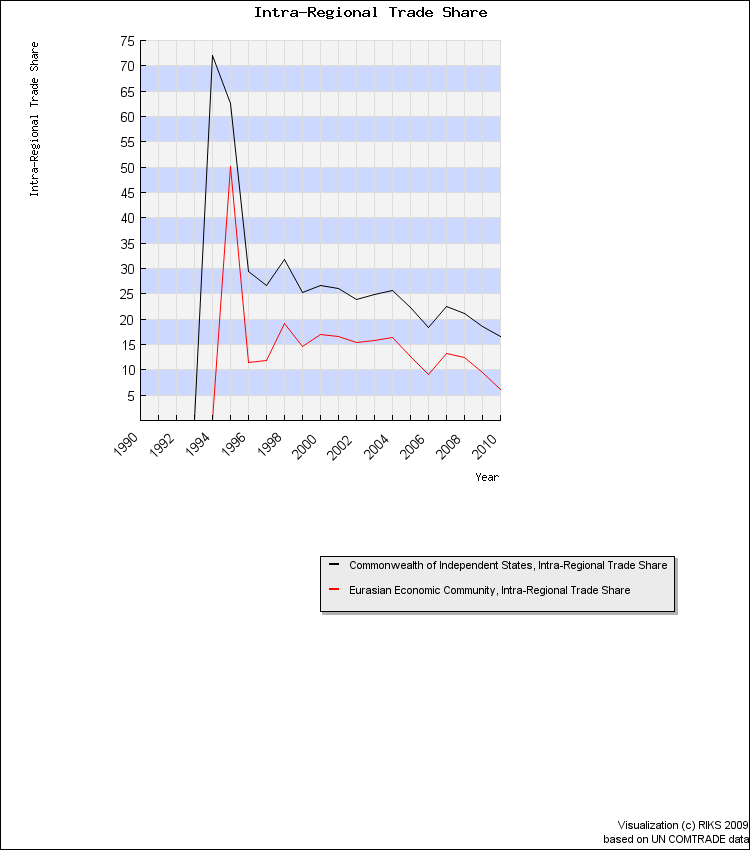 Intra-Regional Trade Share
Intra-Regional Trade Share
75
70
65
60
55
50
45
40
35
30
25
20
15
10
5
1990 1992 1994 1996 1998 2000 2002 2004 2006 2008 2010
Year
Commonwealth of Independent States, Intra-Regional Trade Share
Eurasian Economic Community, Intra-Regional Trade Share
Visualization (c) RIKS 2009
based on UN COMTRADE data